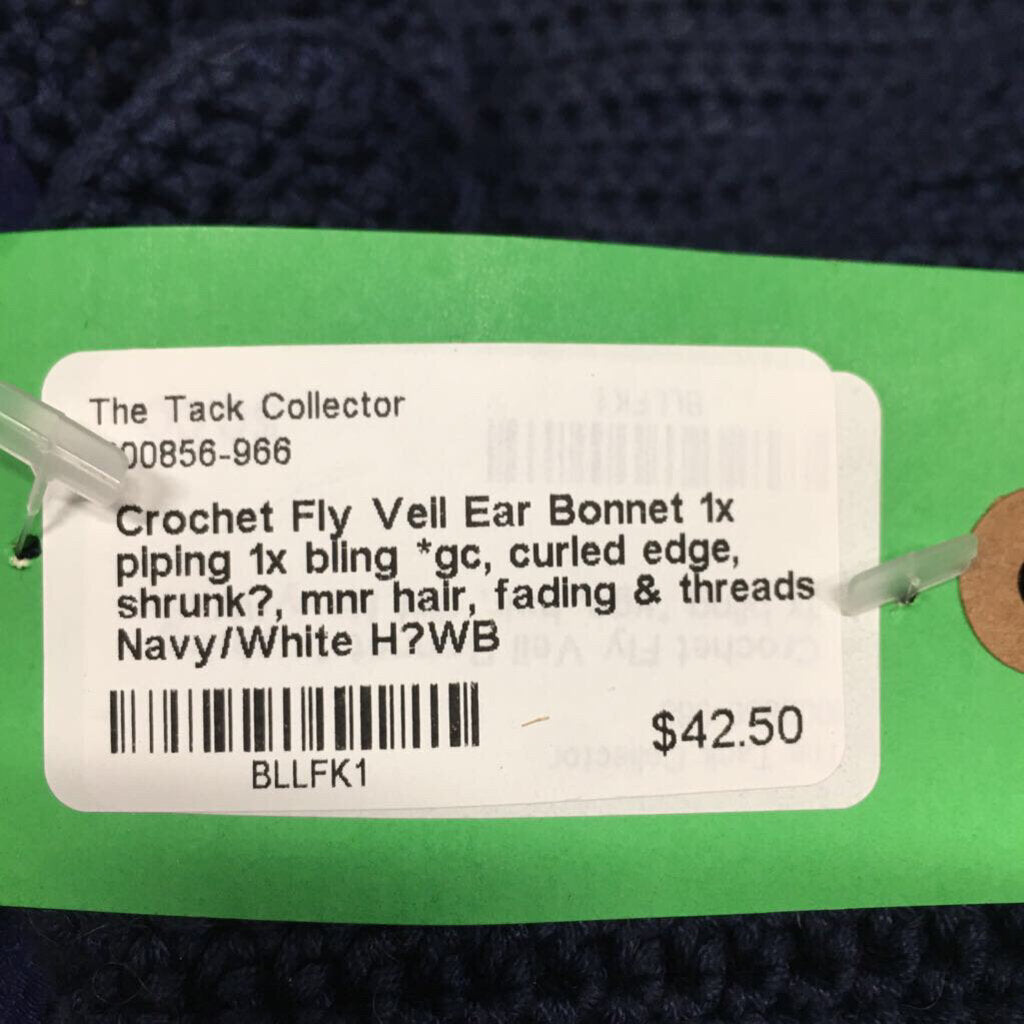 The Tack Collector
00856-966
Crochet Fly Veil Ear Bonnet 1x
piping 1x bling *gc, curled edge,
shrunk?, mnr hair, fading & threads
Navy/White H?WB
BLLFK1
$42.50